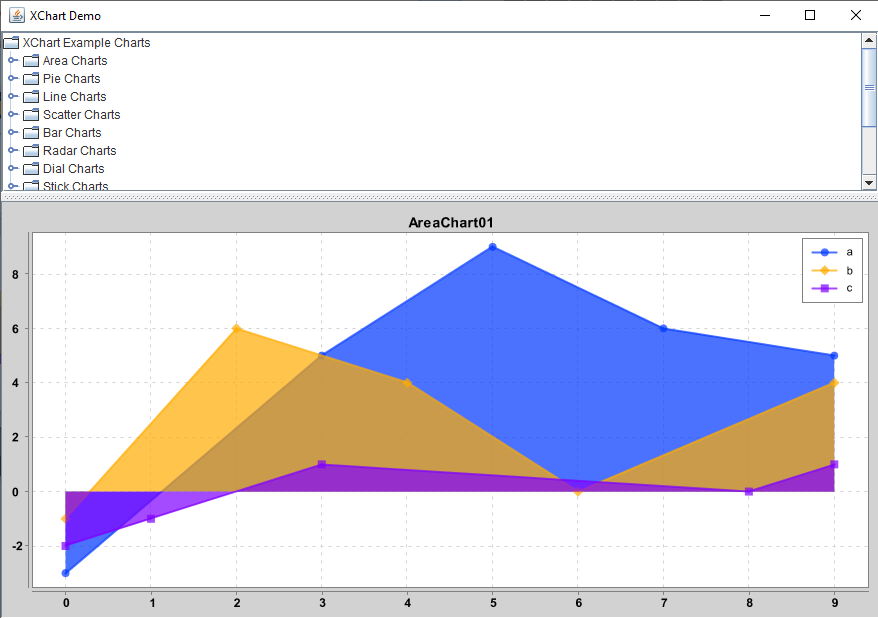 XChart Demo
XChart Example Charts
Area Charts
Pie Charts
Line Charts
Scatter Charts
Bar Charts
Radar Charts
Dial Charts
Stick Charts
AreaChart01
a
b
c
8
6
4
2
0
-2
0 1 2 3 4 5 6 7 8 9